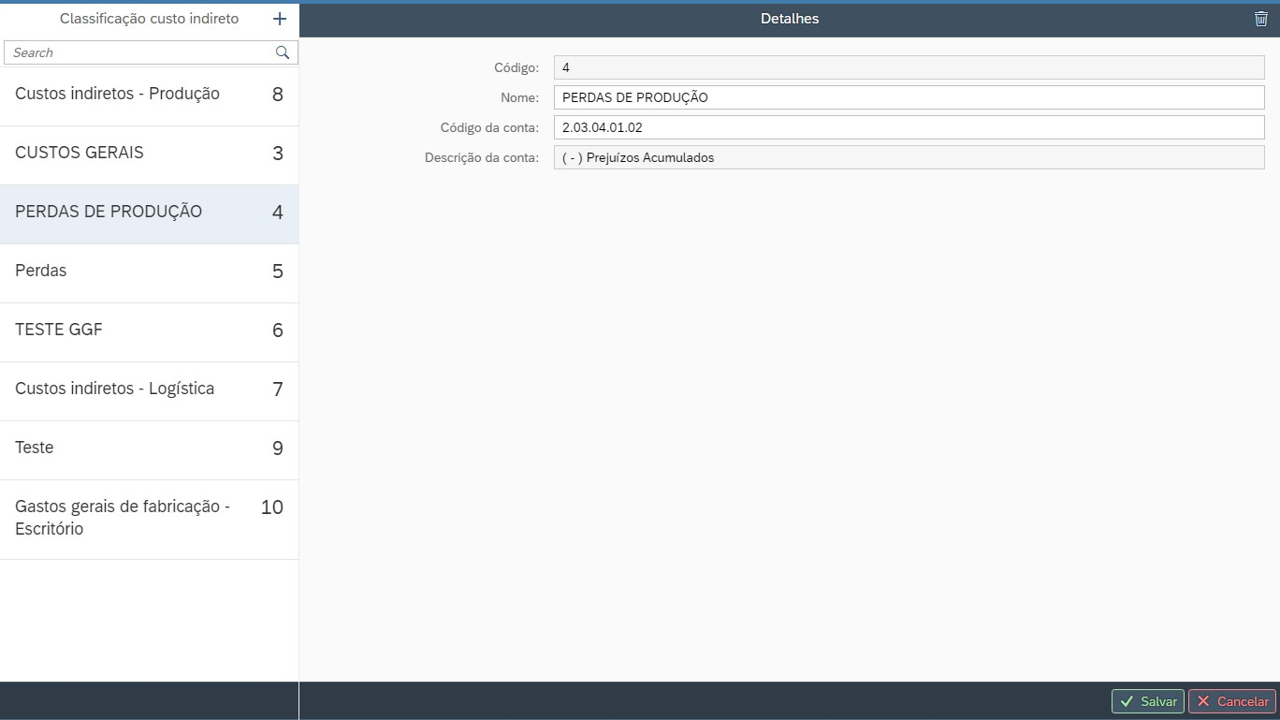 Classificação custo indireto
Detalhes
Search
Custos indiretos - Produção 8
CUSTOS GERAIS 3
PERDAS DE PRODUÇÃO 4
Perdas 5
TESTE GGF 6
Custos indiretos - Logística 7
Teste 9
Gastos gerais de fabricação - 10
Escritório
Código: 4
Nome: PERDAS DE PRODUÇÃO
Código da conta: 2.03.04.01.02
Descrição da conta: ( - ) Prejuízos Acumulados
Salvar
Cancelar